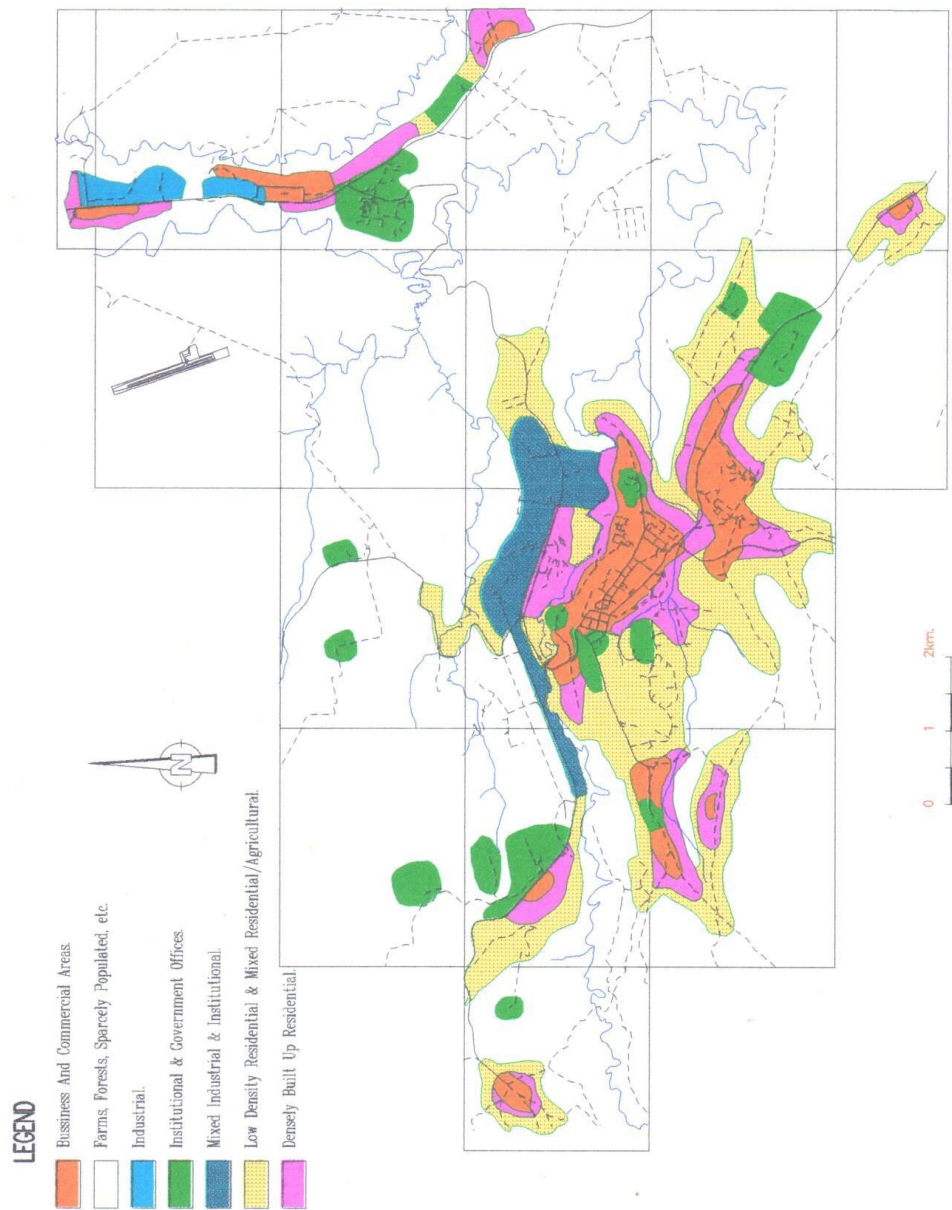 LEGEND
Bussiness And Commercial Areas.
Farms, Forests, Sparcely Populated, etc.
Industrial.
Institutional & Government Offices.
Mixed Industrial & Institutional.
Low Density Residential & Mixed Residential/Agricultural.
Densely Built Up Residential.
N
0 1 2km.